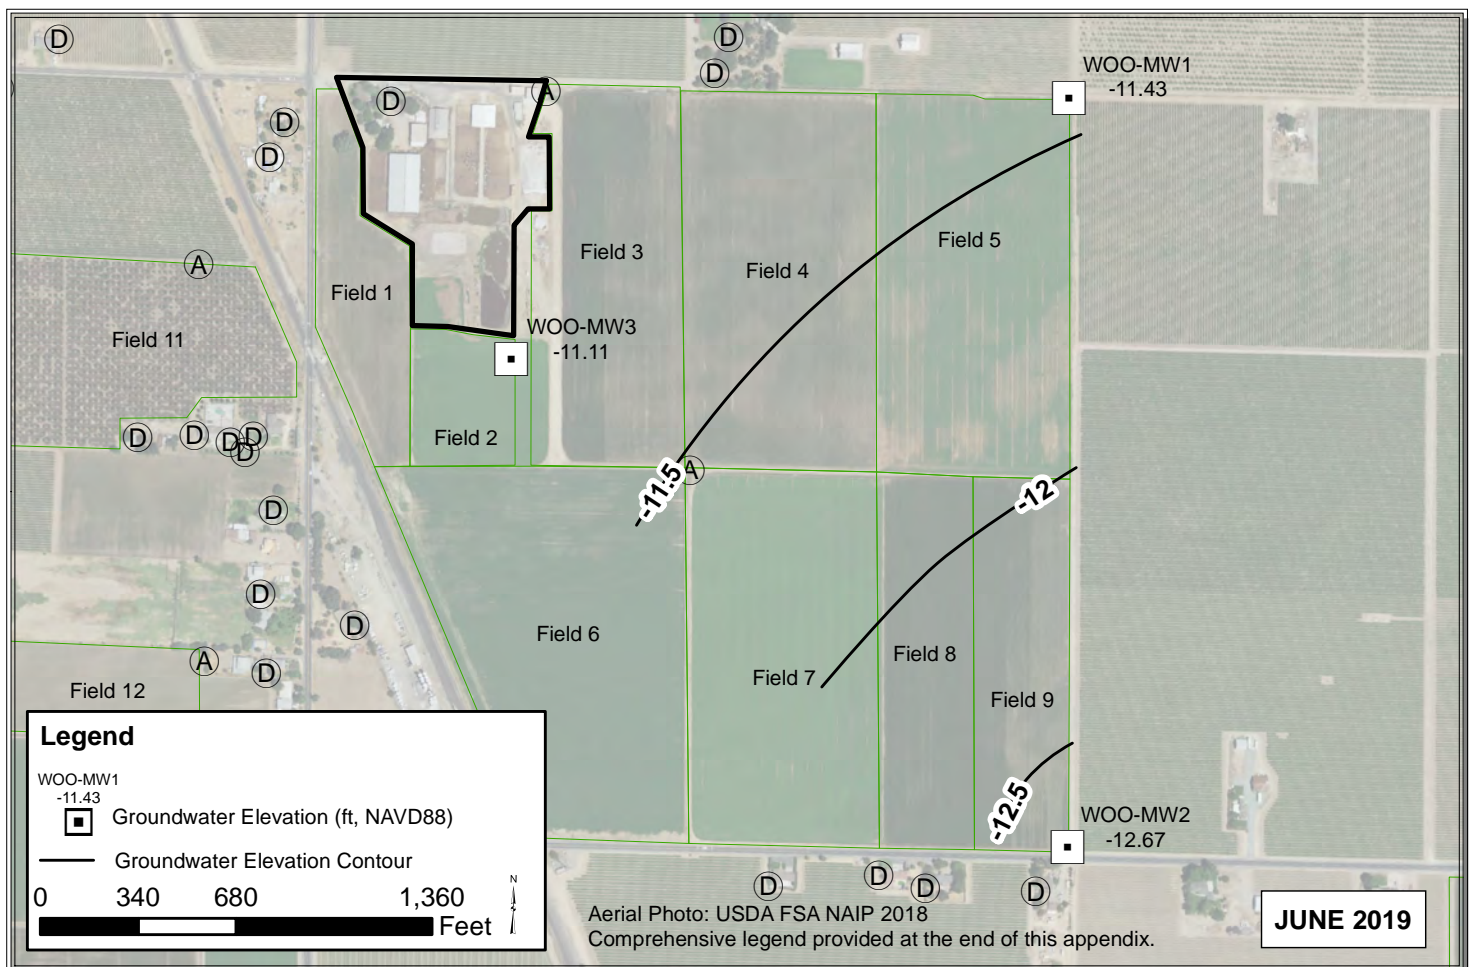 D
D
D
WOO-MW1
-11.43
D
A
D
D
A
Field 5
Field 3
Field 4
Field 1
WOO-MW3
-11.11
Field 11
D
A
D
D
D
Field 2
A
-11.5
-12
D
D
D
Field 6
Field 8
A
D
Field 7
Field 12
Field 9
Legend
WOO-MW1
-11.43
Groundwater Elevation (ft, NAVD88)
Groundwater Elevation Contour
0 340 680 1,360
Feet
N
-12.5
WOO-MW2
-12.67
D
D
D
D
Aerial Photo: USDA FSA NAIP 2018
Comprehensive legend provided at the end of this appendix.
JUNE 2019